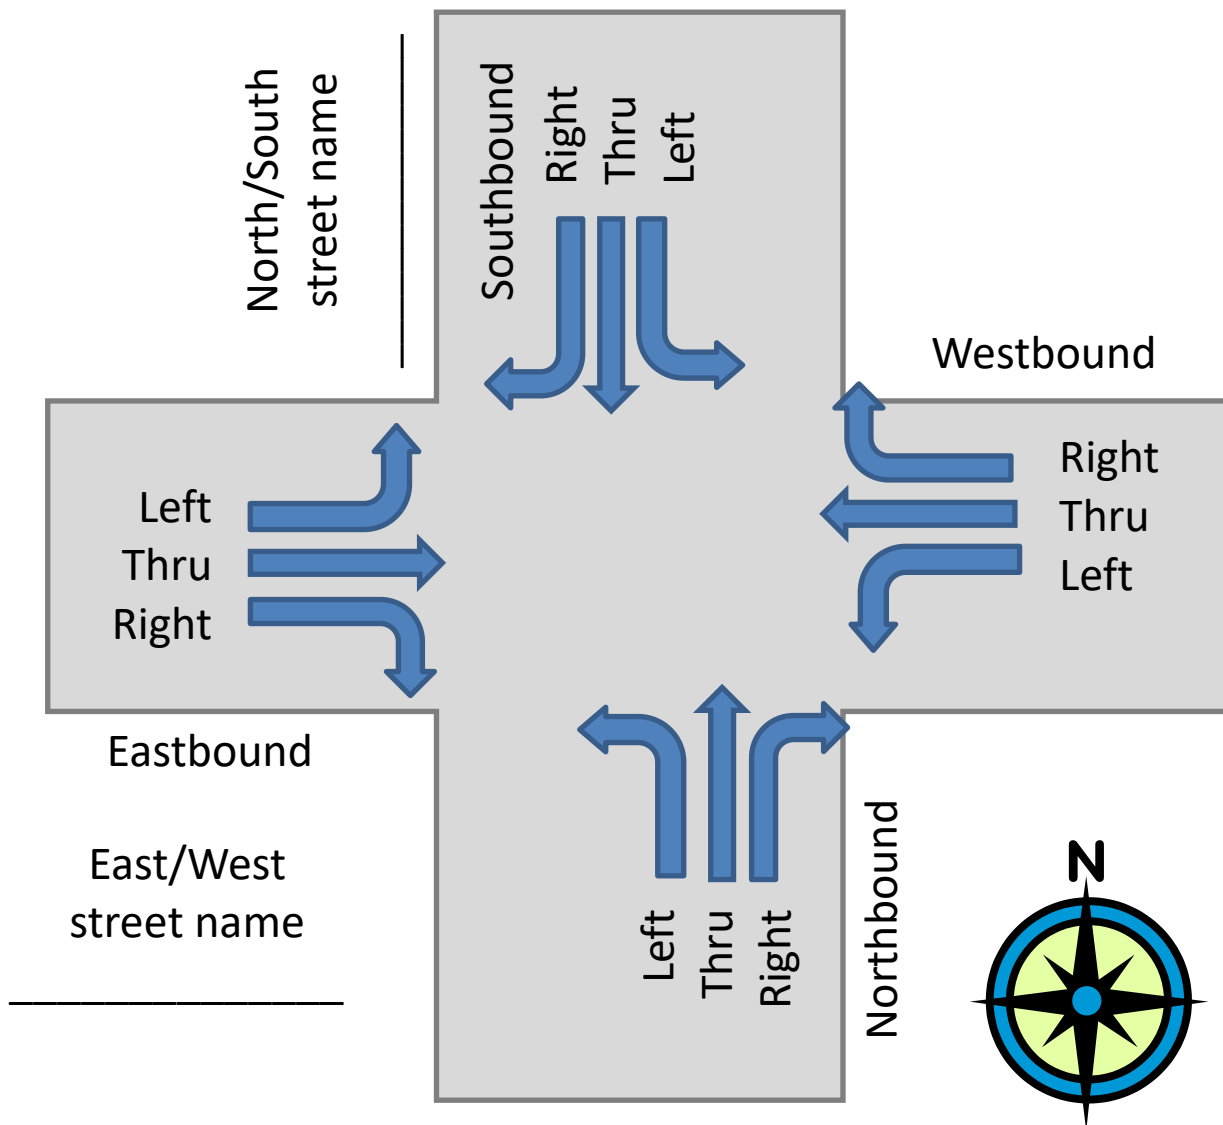 North/South
street name
Southbound
Right
Thru
Left
Westbound
Right
Thru
Left
Left
Thru
Right
Eastbound
East/West
street name
Left
Thru
Right
Northbound
N